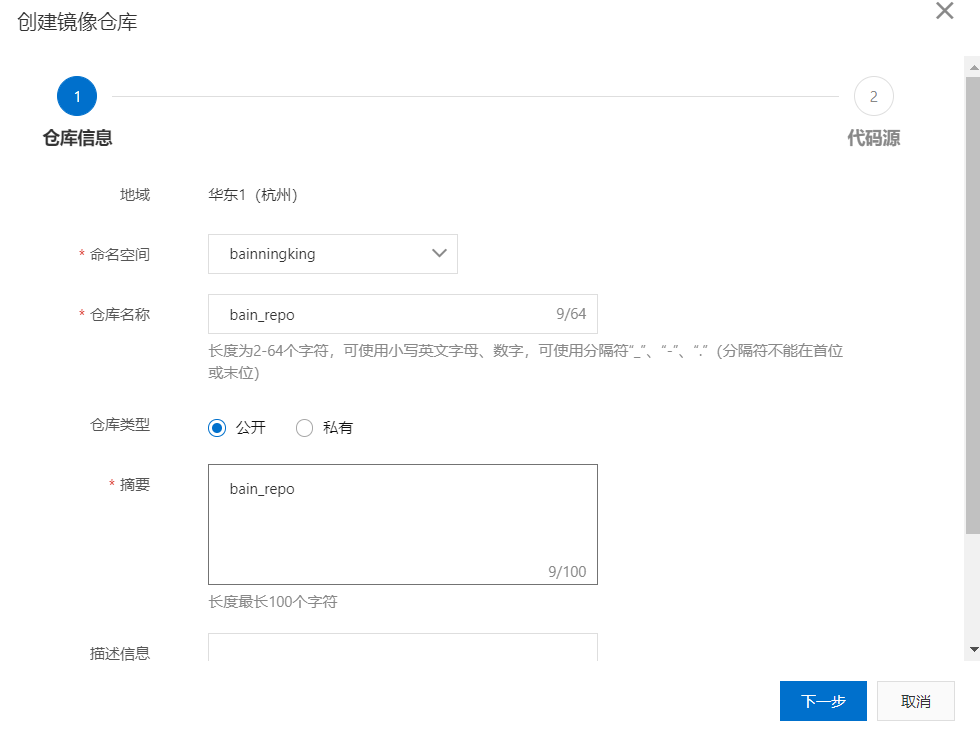 创建镜像仓库
1
2
仓库信息
代码源
地域
华东1（杭州）
* 命名空间
bainningking
* 仓库名称
bain_repo
9/64
长度为2-64个字符，可使用小写英文字母、数字，可使用分隔符“_”、“-”、“.”（分隔符不能在首位
或末位）
仓库类型
公开
私有
* 摘要
bain_repo
9/100
长度最长100个字符
描述信息
下一步
取消